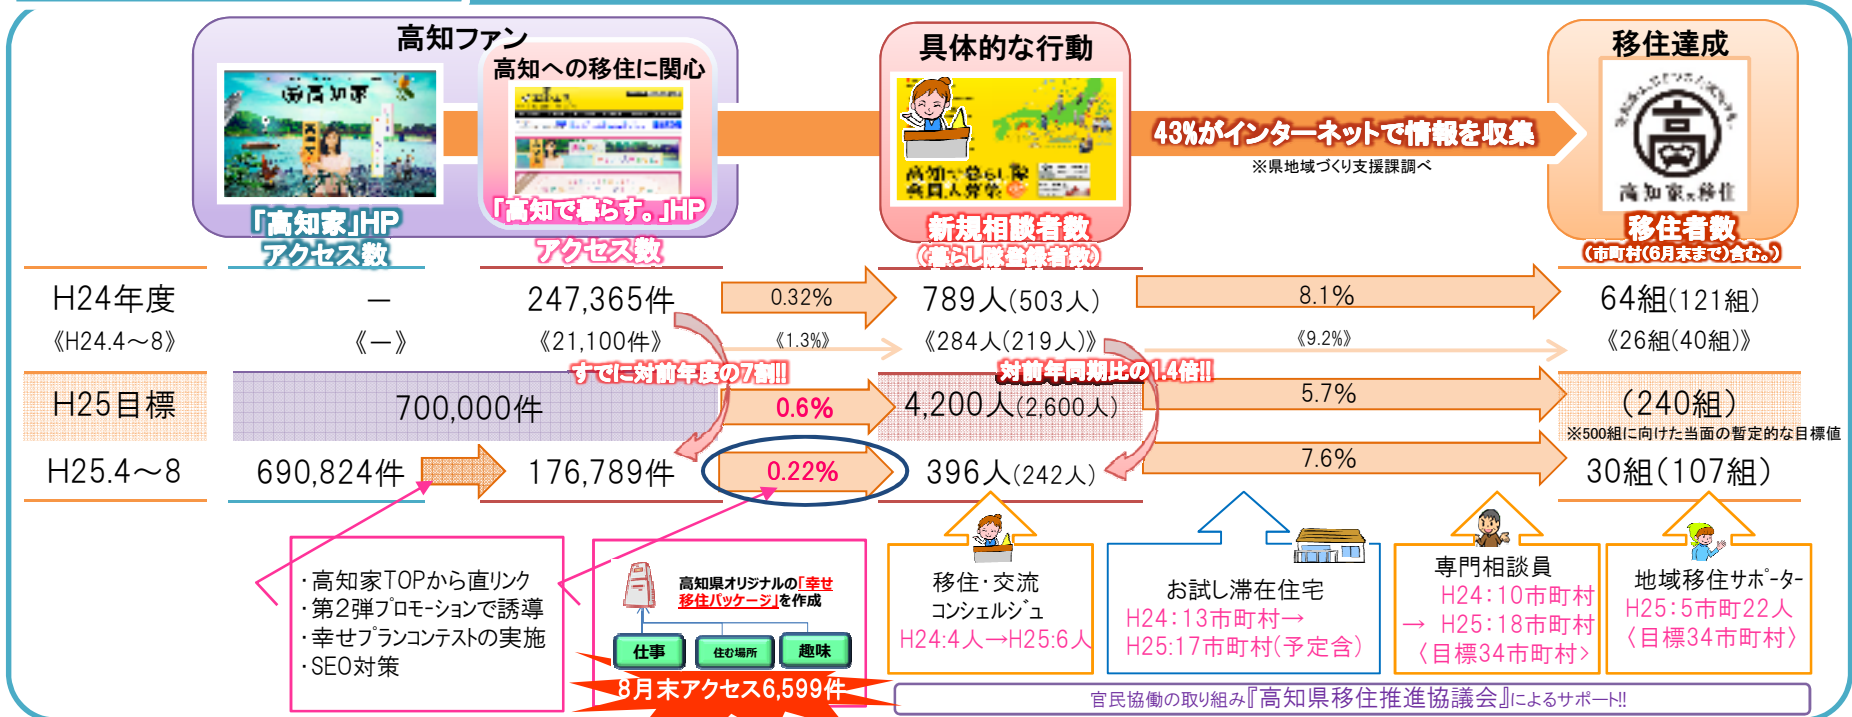 高知ファン
高知への移住に関心
高知家
「高知家」HP
アクセス数
「高知で暮らす。」HP
アクセス数
具体的な行動
高知で暮らし隊
会員大募集
新規相談者数
(暮らし隊登録者数)
43%がインターネットで情報を収集
※県地域づくり支援課調べ
移住達成
高
高知家で移住
移住者数
(市町村(6月末まで)含む。)
H24年度 － 247,365件 0.32% 789人(503人) 8.1% 64組(121組)
《H24.4～8》 《－》 《21,100件》 《1.3%》 《284人(219人)》 《9.2%》 《26組(40組)》
すでに対前年度の7割!! 対前年同期比の1.4倍!!
H25目標 700,000件 0.6% 4,200人(2,600人) 5.7% (240組)
※500組に向けた当面の暫定的な目標値
H25.4～8 690,824件 176,789件 0.22% 396人(242人) 7.6% 30組(107組)
・高知家TOPから直リンク
・第2弾プロモーションで誘導
・幸せプランコンテストの実施
・SEO対策
高知県オリジナルの「幸せ
移住パッケージ」を作成
仕事 住む場所 趣味
8月末アクセス6,599件
移住・交流
コンシェルジュ
H24:4人→H25:6人
お試し滞在住宅
H24:13市町村→
H25:17市町村(予定含)
専門相談員
H24:10市町村
→ H25:18市町村
〈目標34市町村〉
地域移住サポーター
H25:5市町22人
〈目標34市町村〉
官民協働の取り組み『高知県移住推進協議会』によるサポート!!